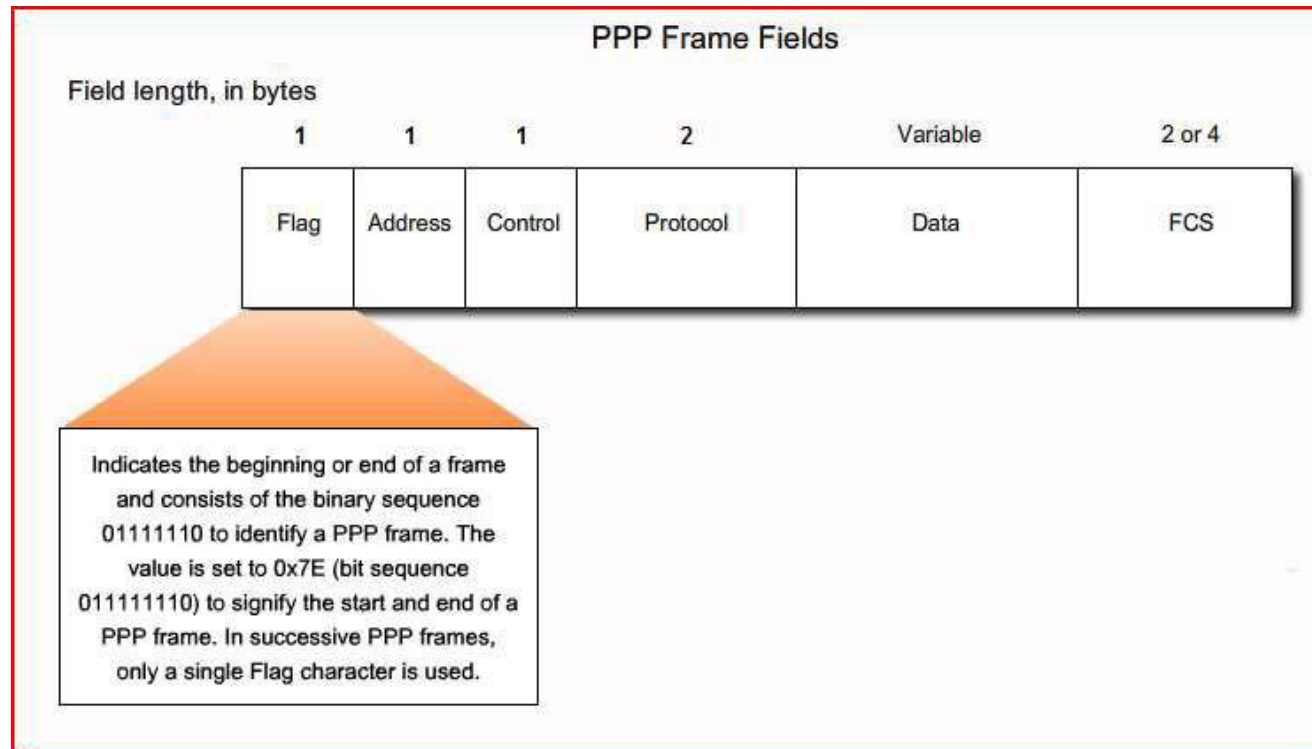 PPP Frame Fields
Field length, in bytes
1 1 1 2 Variable 2 or 4
Flag Address Control Protocol Data FCS
Indicates the beginning or end of a frame
and consists of the binary sequence
01111110 to identify a PPP frame. The
value is set to 0x7E (bit sequence
011111110) to signify the start and end of a
PPP frame. In successive PPP frames,
only a single Flag character is used.